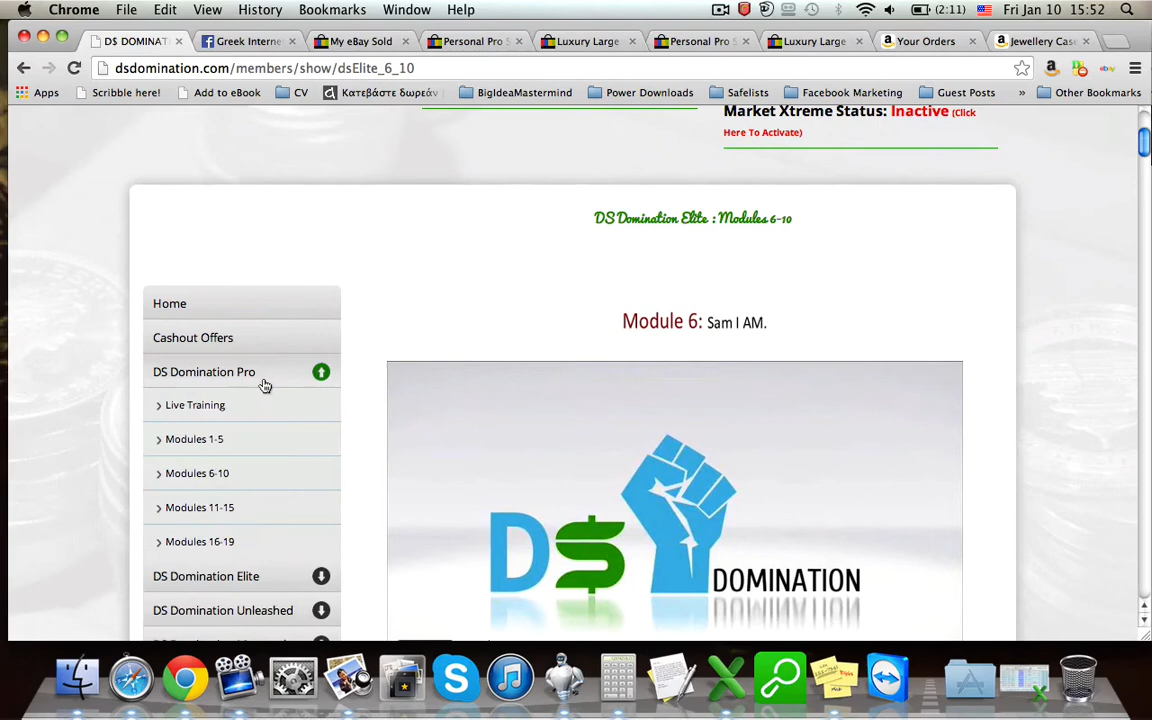 Chrome File Edit View History Bookmarks Window Help (2:11) Fri Jan 10 15:52
DS DOMINAT Greek Interne My eBay Sold Personal Pro S Luxury Large Personal Pro S Luxury Large Your Orders Jewellery Case
dsdomination.com/members/show/dsElite_6_10
Apps Scribble here! Add to eBook CV Κατεβάστε δωρεάν BigIdeaMastermind Power Downloads Safelists Facebook Marketing Guest Posts » Other Bookmarks
Market Xtreme Status: Inactive (Click
Here To Activate)
DS Domination Elite : Modules 6-10
Home
Module 6: Sam I AM.
Cashout Offers
DS Domination Pro
Live Training
Modules 1-5
Modules 6-10
Modules 11-15
Modules 16-19
DS Domination Elite
DS Domination Unleashed
D$ DOMINATION